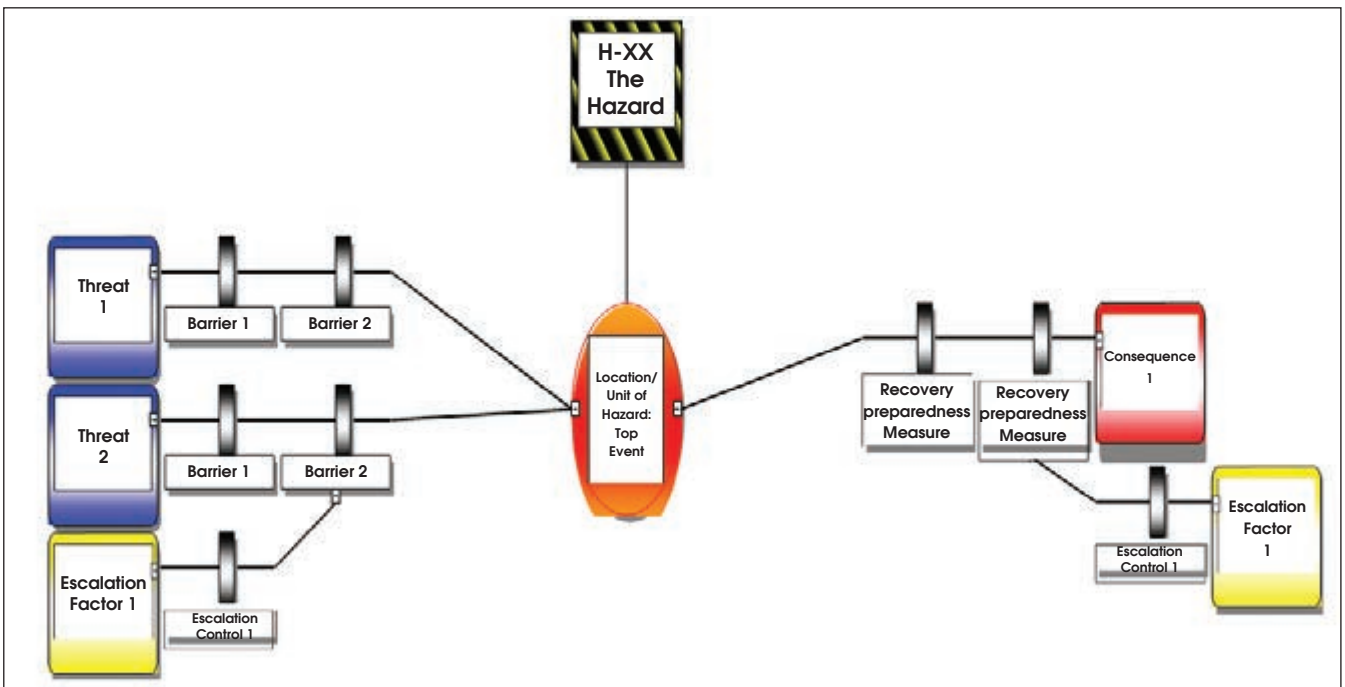 H-XX
The
Hazard
Threat
1
Barrier 1
Barrier 2
Threat
2
Barrier 1
Barrier 2
Escalation
Factor 1
Escalation
Control 1
Location/
Unit of
Hazard:
Top
Event
Recovery
preparedness
Measure
Recovery
preparedness
Measure
Consequence
1
Escalation
Control 1
Escalation
Factor
1